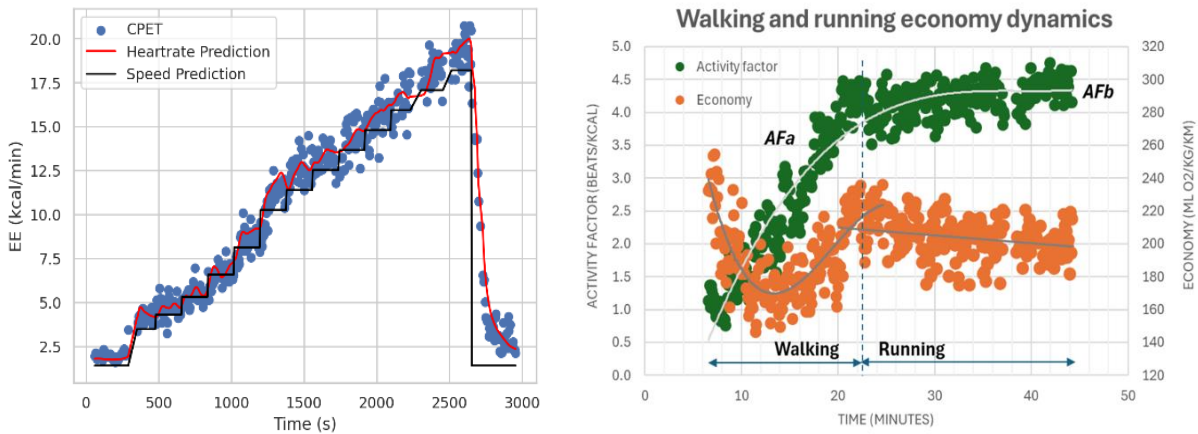 CPET
Heartrate Prediction
Speed Prediction
EE (kcal/min)
20.0
17.5
15.0
12.5
10.0
7.5
5.0
2.5
0 500 1000 1500 2000 2500 3000
Time (s)
Walking and running economy dynamics
Activity factor
Economy
ACTIVITY FACTOR (BEATS/KCAL)
5.0
4.5
4.0
3.5
3.0
2.5
2.0
1.5
1.0
0.5
0.0
AFa
AFb
Walking
Running
320
300
280
260
240
220
200
180
160
140
120
ECONOMY (ML O2/KG/KM)
0 10 20 30 40 50
TIME (MINUTES)